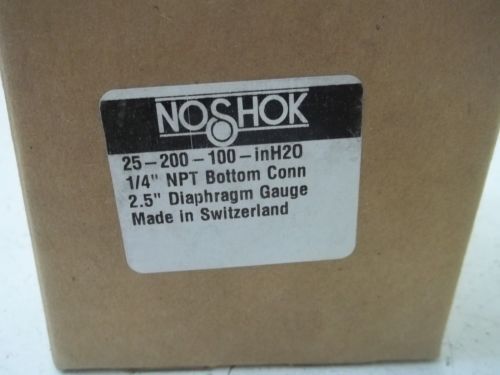 NOSHOK
25-200-100-inH2O
1/4" NPT Bottom Conn
2.5" Diaphragm Gauge
Made in Switzerland